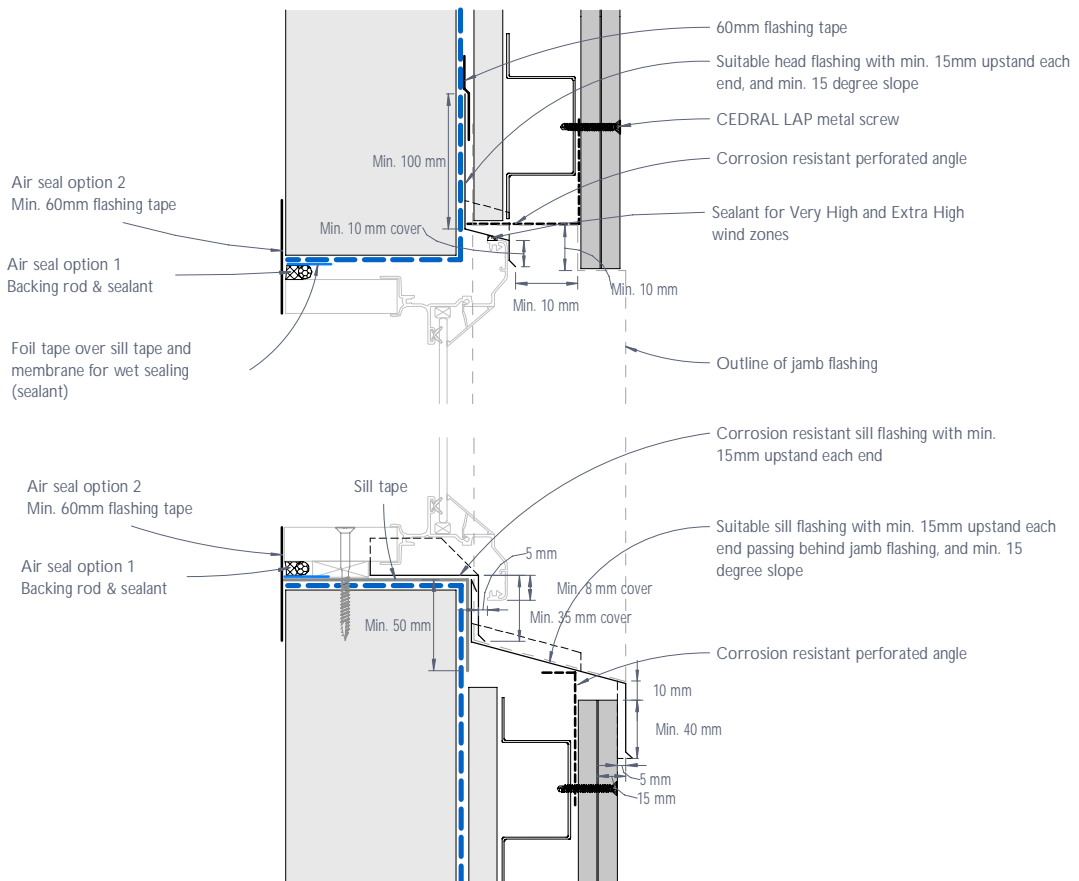 60mm flashing tape
Suitable head flashing with min. 15mm upstand each
end, and min. 15 degree slope
CEDRAL LAP metal screw
Min. 100 mm
Corrosion resistant perforated angle
Air seal option 2
Min. 60mm flashing tape
Min. 10 mm cover
Sealant for Very High and Extra High
wind zones
Air seal option 1
Backing rod & sealant
Min. 10 mm
Min. 10 mm
Foil tape over sill tape and
membrane for wet sealing
(sealant)
Outline of jamb flashing
Corrosion resistant sill flashing with min.
15mm upstand each end
Air seal option 2
Min. 60mm flashing tape
Sill tape
Suitable sill flashing with min. 15mm upstand each
end passing behind jamb flashing, and min. 15
degree slope
5 mm
Air seal option 1
Backing rod & sealant
Min. 8 mm cover
Min. 35 mm cover
Min. 50 mm
Corrosion resistant perforated angle
10 mm
Min. 40 mm
5 mm
15 mm